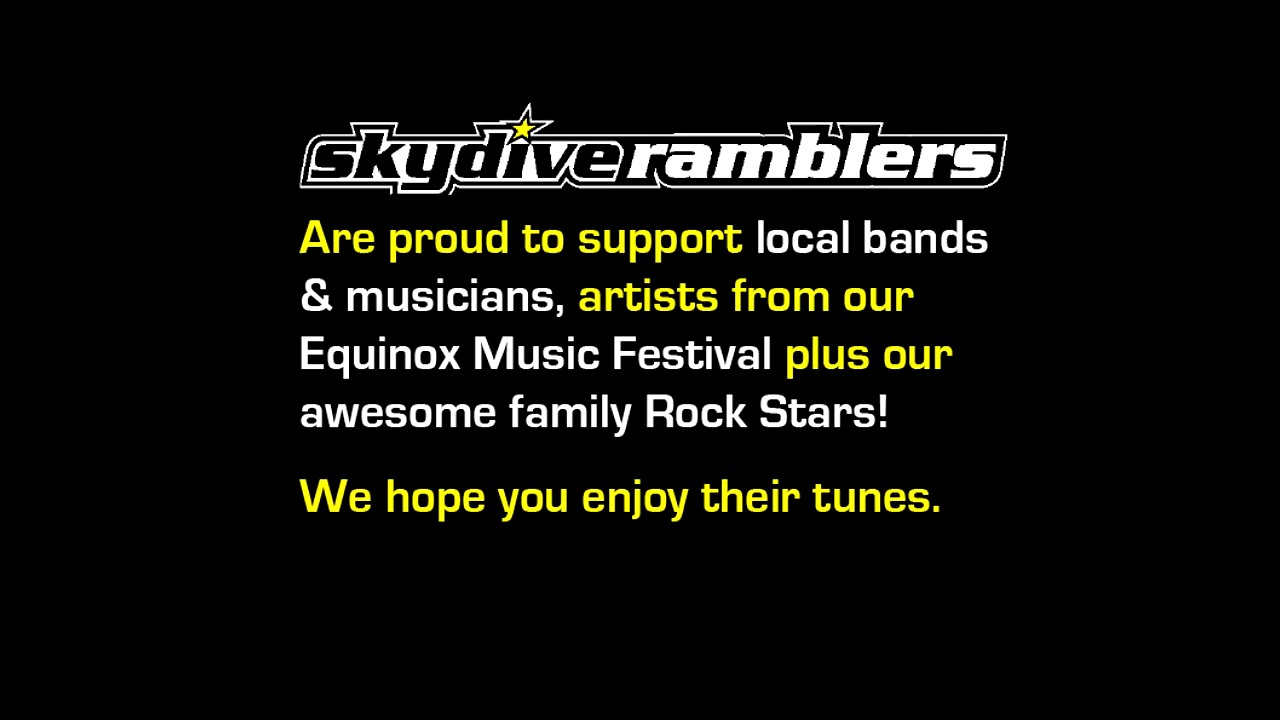 skydiveramblers
Are proud to support local bands
& musicians, artists from our
Equinox Music Festival plus our
awesome family Rock Stars!
We hope you enjoy their tunes.